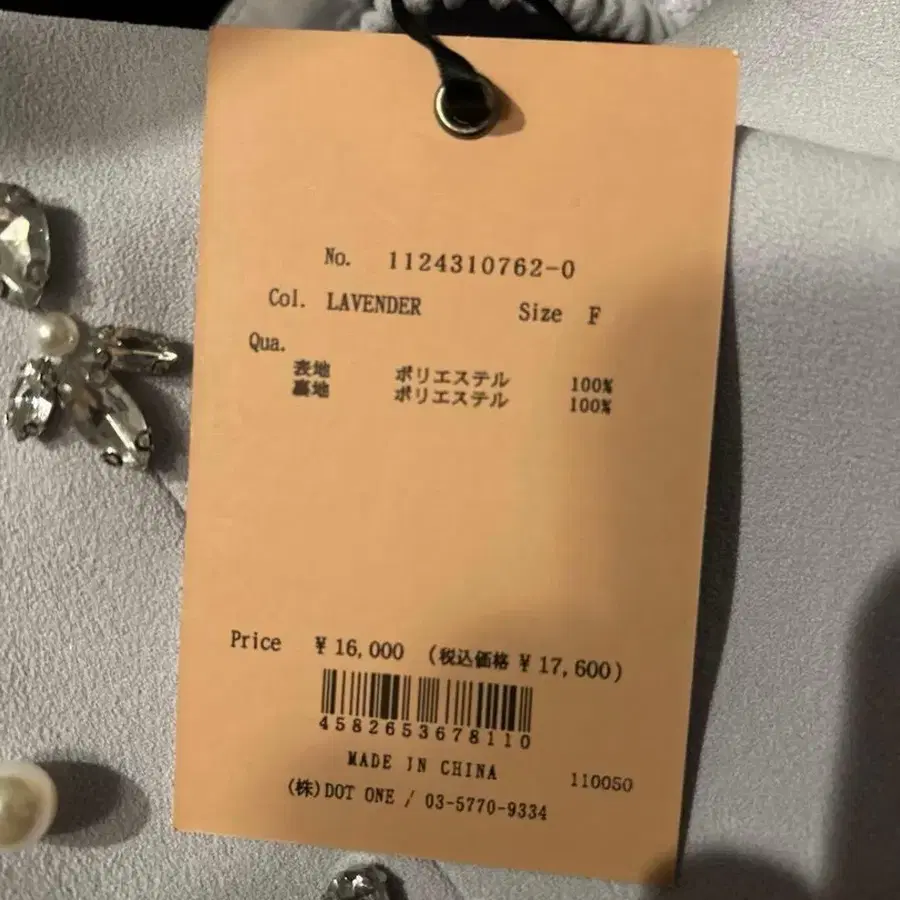 No. 1124310762-0
Col. LAVENDER Size F
Qua.
表地 ポリエステル 100%
裏地 ポリエステル 100%
Price ¥16,000 (税込価格 ¥17,600)
4582653678110
MADE IN CHINA 110050
(株)DOT ONE / 03-5770-9334